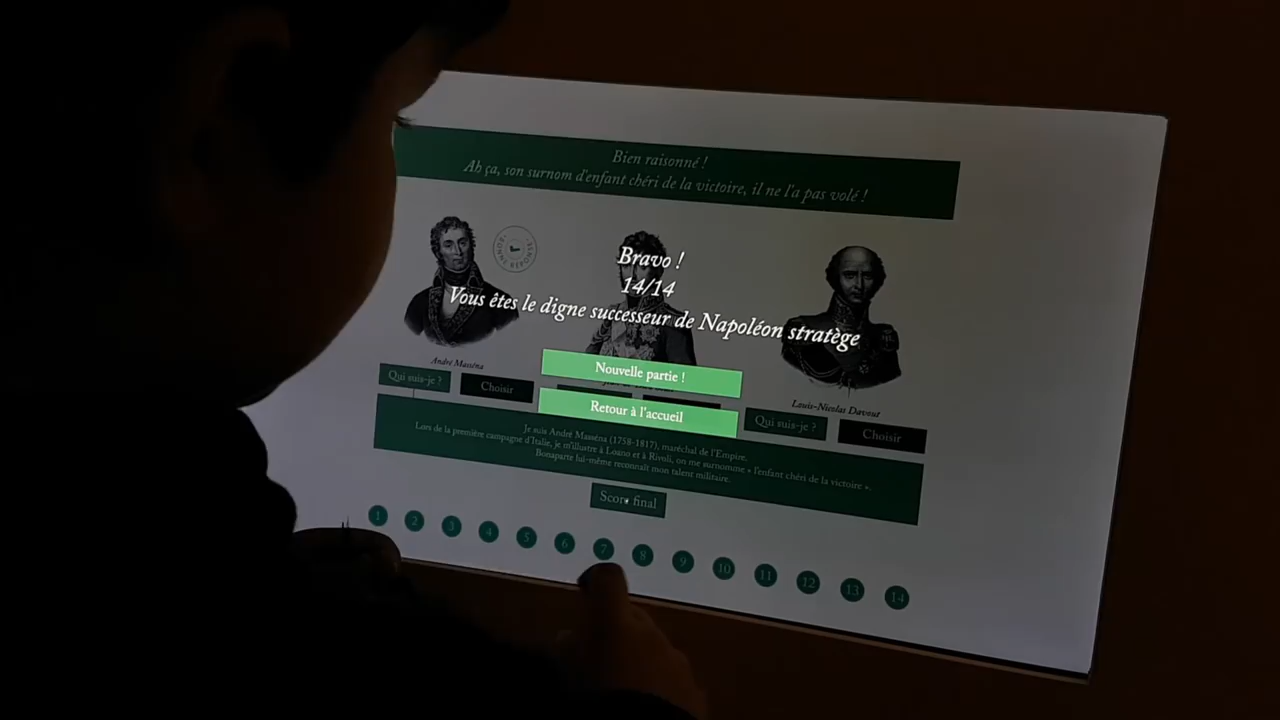 Bien raisonné !
Ah ça, son surnom d'enfant chéri de la victoire, il ne l'a pas volé !
BONNE RÉPONSE
Bravo !
14/14
Vous êtes le digne successeur de Napoléon stratège
André Masséna
Louis-Nicolas Davout
Qui suis-je ?
Choisir
Nouvelle partie !
Retour à l'accueil
Qui suis-je ?
Choisir
Je suis André Masséna (1758-1817), maréchal de l'Empire.
Lors de la première campagne d'Italie, je m'illustre à Loano et à Rivoli, on me surnomme « l'enfant chéri de la victoire ».
Bonaparte lui-même reconnaît mon talent militaire.
Score final
1 2 3 4 5 6 7 8 9 10 11 12 13 14